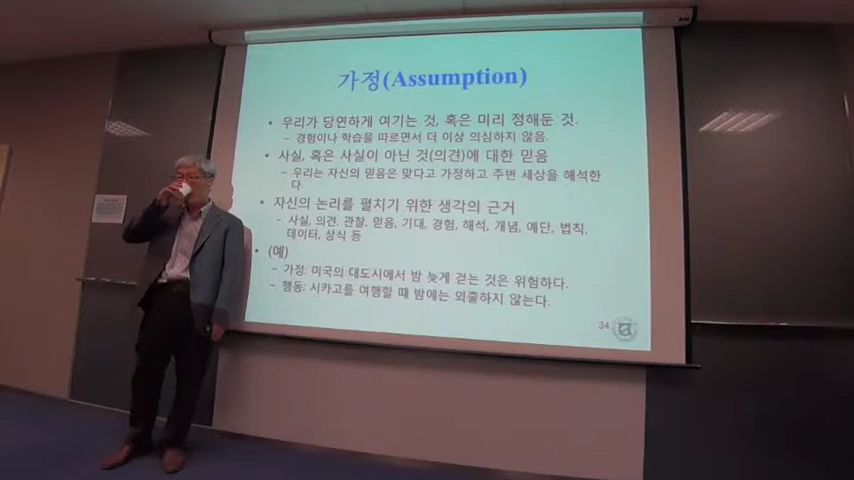 가정(Assumption)
• 우리가 당연하게 여기는 것, 혹은 미리 정해둔 것.
– 경험이나 학습을 따르면서 더 이상 의심하지 않음.
• 사실, 혹은 사실이 아닌 것(의견)에 대한 믿음
– 우리는 자신의 믿음은 맞다고 가정하고 주변 세상을 해석한
다.
• 자신의 논리를 펼치기 위한 생각의 근거
– 사실, 의견, 관찰, 믿음, 기대, 경험, 해석, 개념, 예단, 법칙,
데이터, 상식 등
• (예)
– 가정: 미국의 대도시에서 밤 늦게 걷는 것은 위험하다.
– 행동: 시카고를 여행할 때 밤에는 외출하지 않는다.
34